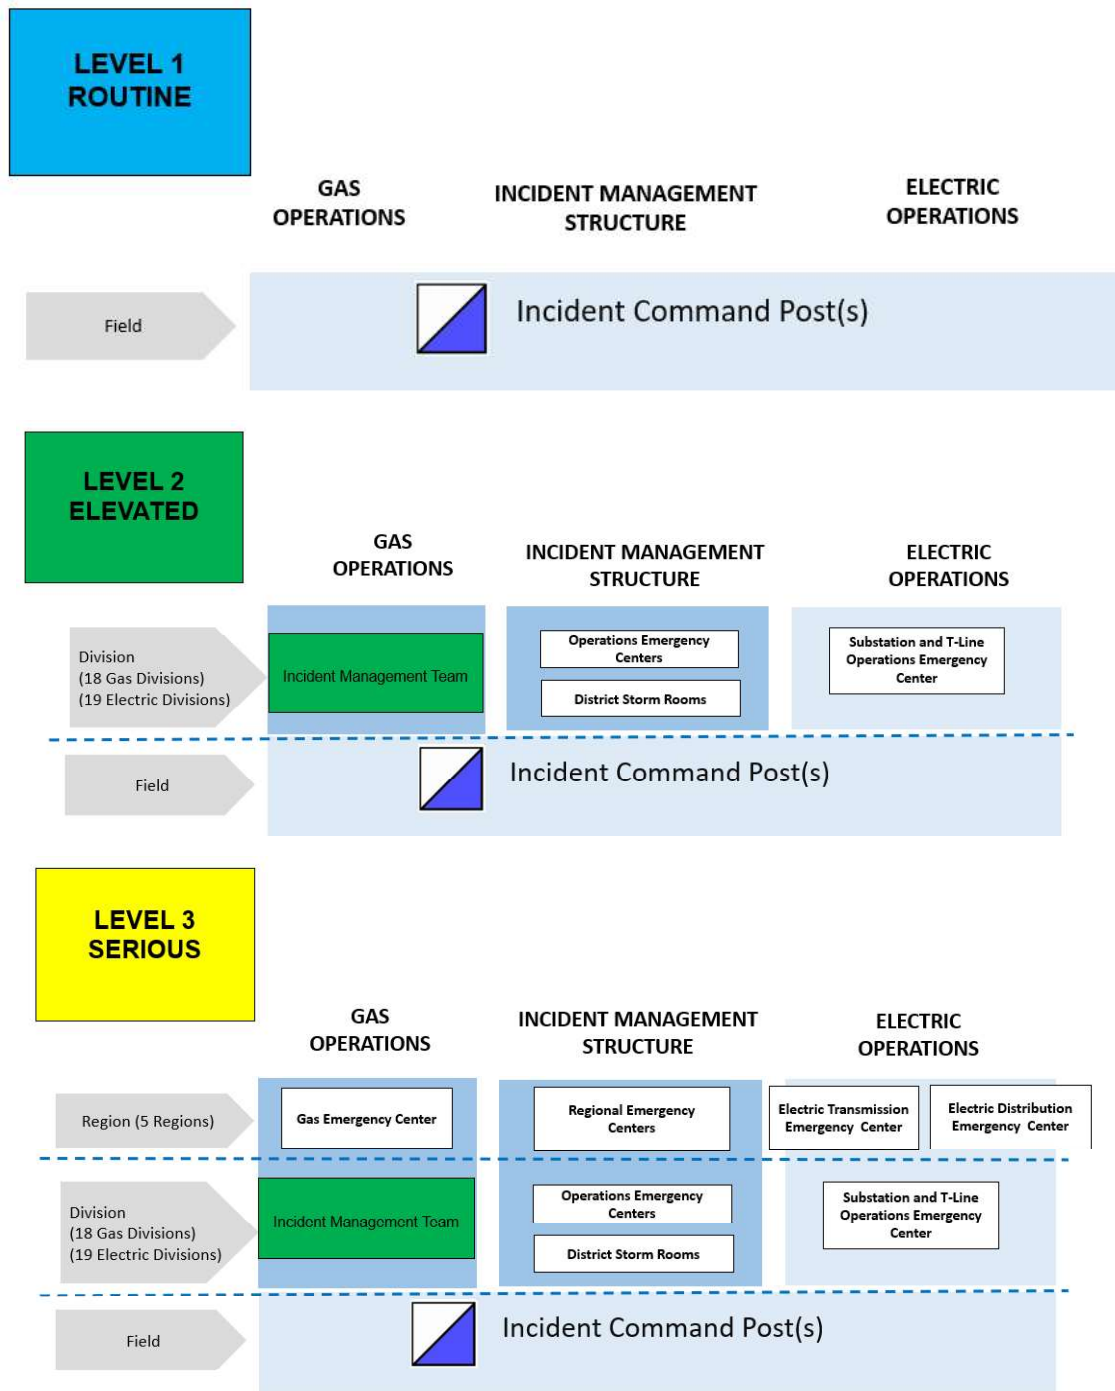 LEVEL 1
ROUTINE
GAS
OPERATIONS
INCIDENT MANAGEMENT
STRUCTURE
ELECTRIC
OPERATIONS
Field
Incident Command Post(s)
LEVEL 2
ELEVATED
GAS
OPERATIONS
INCIDENT MANAGEMENT
STRUCTURE
ELECTRIC
OPERATIONS
Division
(18 Gas Divisions)
(19 Electric Divisions)
Incident Management Team
Operations Emergency
Centers
District Storm Rooms
Substation and T-Line
Operations Emergency
Center
Field
Incident Command Post(s)
LEVEL 3
SERIOUS
GAS
OPERATIONS
INCIDENT MANAGEMENT
STRUCTURE
ELECTRIC
OPERATIONS
Region (5 Regions)
Gas Emergency Center
Regional Emergency
Centers
Electric Transmission
Emergency Center
Electric Distribution
Emergency Center
Division
(18 Gas Divisions)
(19 Electric Divisions)
Incident Management Team
Operations Emergency
Centers
District Storm Rooms
Substation and T-Line
Operations Emergency
Center
Field
Incident Command Post(s)